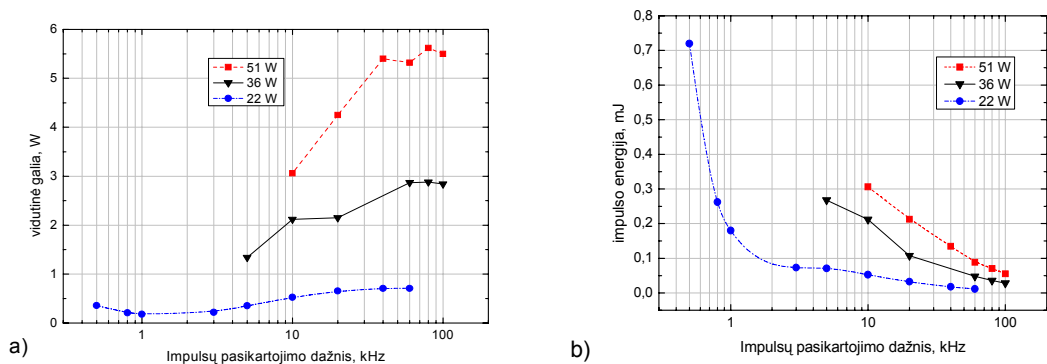 6
5
4
3
2
1
0
vidutinė galia, W
51 W
36 W
22 W
1
10
100
Impulsų pasikartojimo dažnis, kHz
a)
0,8
0,7
0,6
0,5
0,4
0,3
0,2
0,1
0,0
impulso energija, mJ
51 W
36 W
22 W
1
10
100
Impulsų pasikartojimo dažnis, kHz
b)